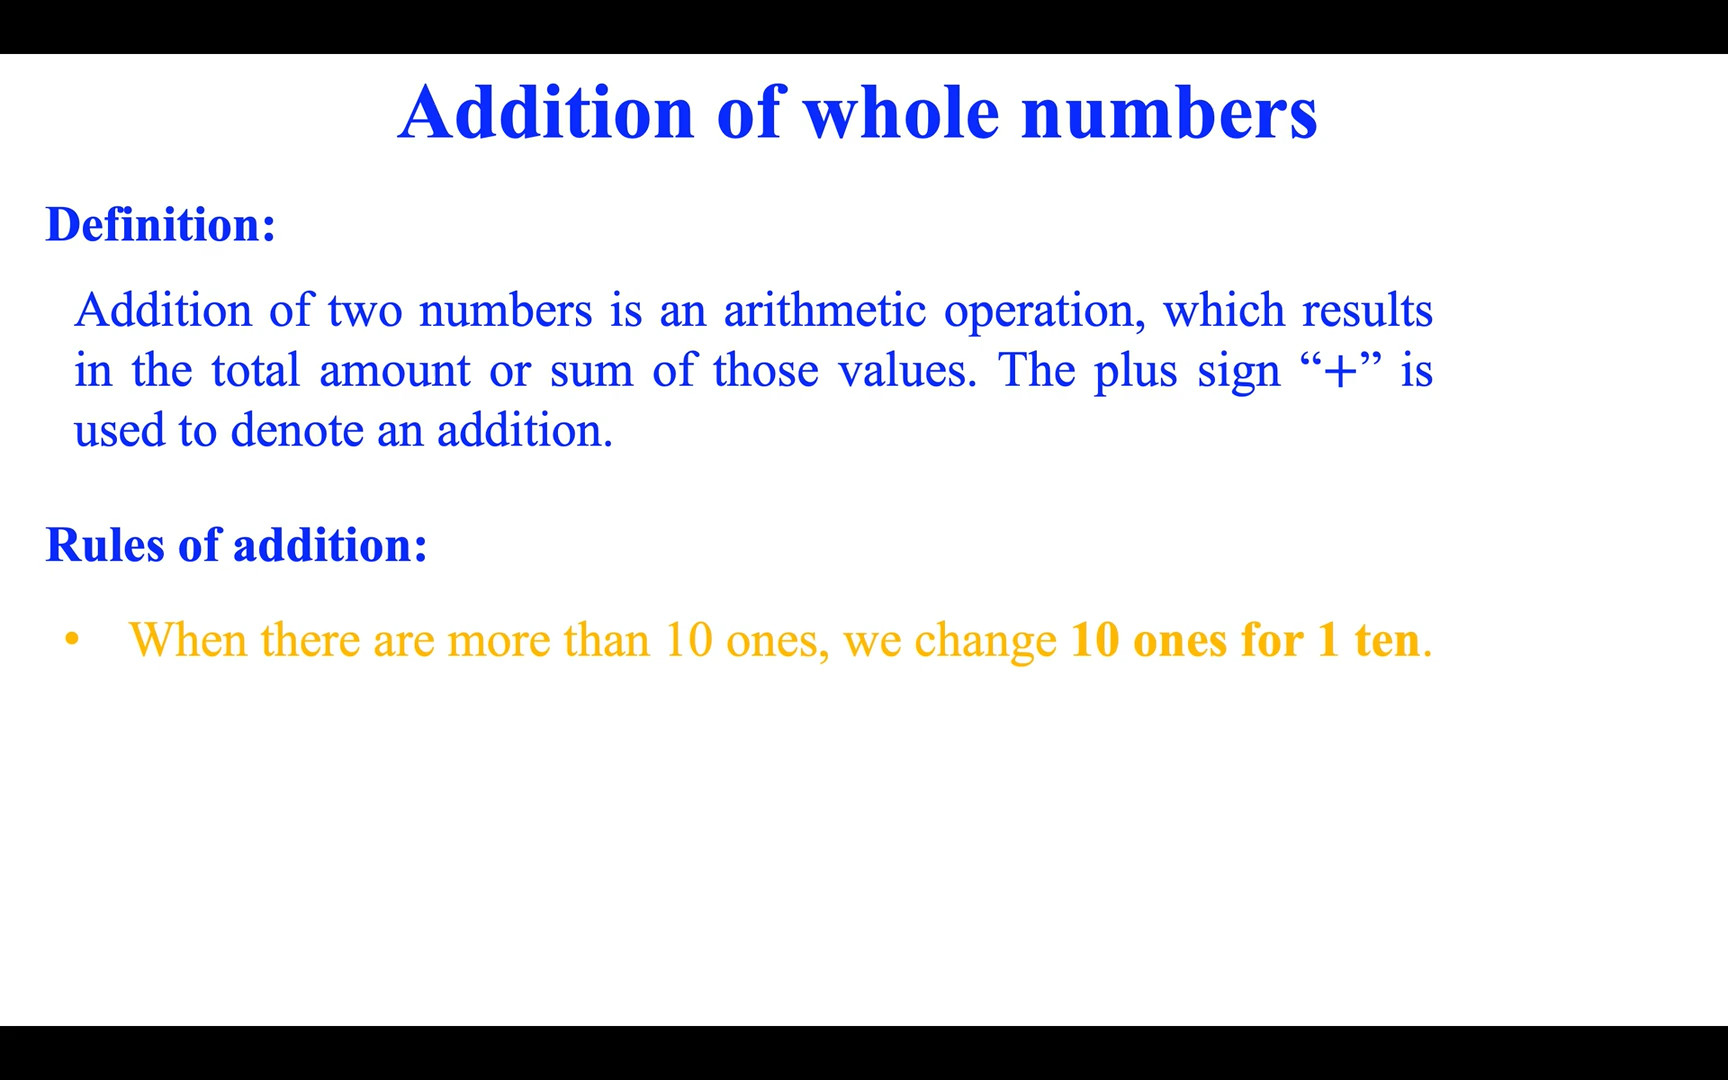 Addition of whole numbers
Definition:
Addition of two numbers is an arithmetic operation, which results
in the total amount or sum of those values. The plus sign “+” is
used to denote an addition.
Rules of addition:
• When there are more than 10 ones, we change 10 ones for 1 ten.